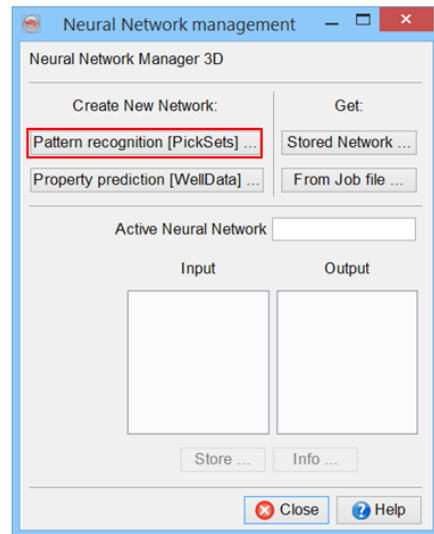 Neural Network management
Neural Network Manager 3D
Create New Network: Get:
Pattern recognition [PickSets] ... Stored Network ...
Property prediction [WellData] ... From Job file ...
Active Neural Network
Input Output
Store ... Info ...
Close Help